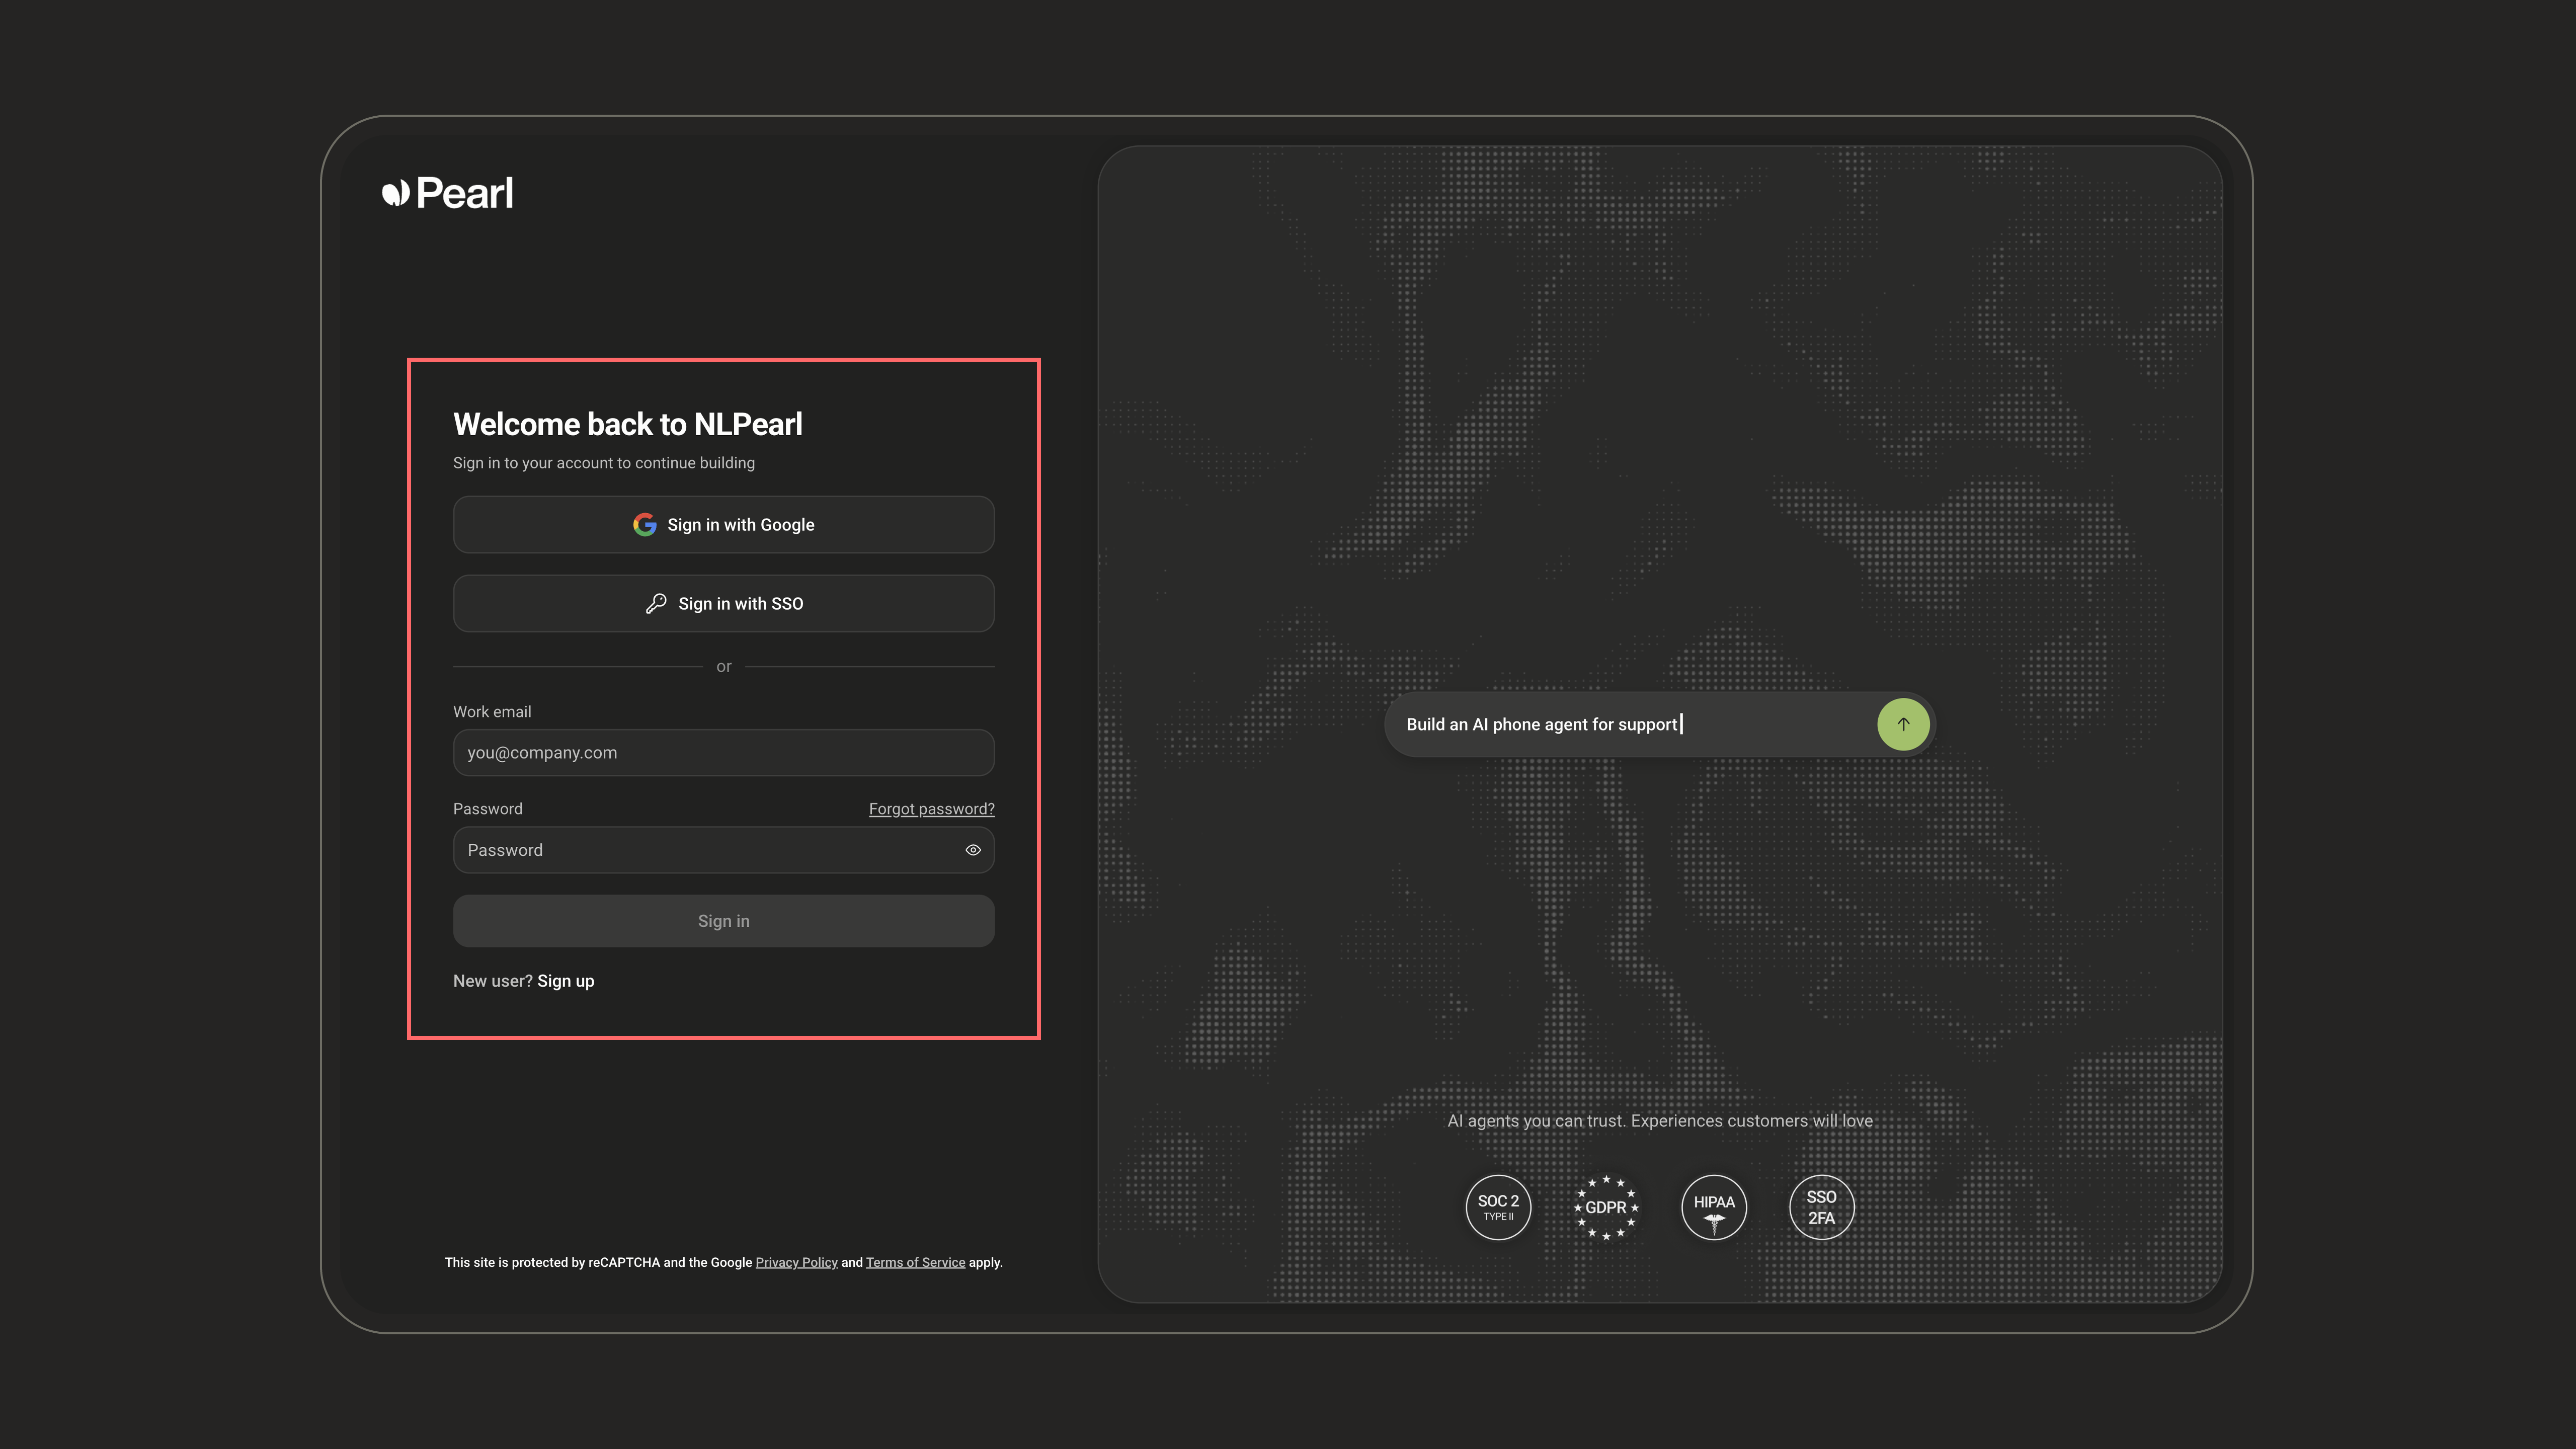 Pearl
Welcome back to NLPearl
Sign in to your account to continue building
Sign in with Google
Sign in with SSO
or
Work email
you@company.com
Password Forgot password?
Password
Sign in
New user? Sign up
This site is protected by reCAPTCHA and the Google Privacy Policy and Terms of Service apply.
Build an AI phone agent for support
AI agents you can trust. Experiences customers will love
SOC 2
TYPE II
GDPR
HIPAA
SSO
2FA